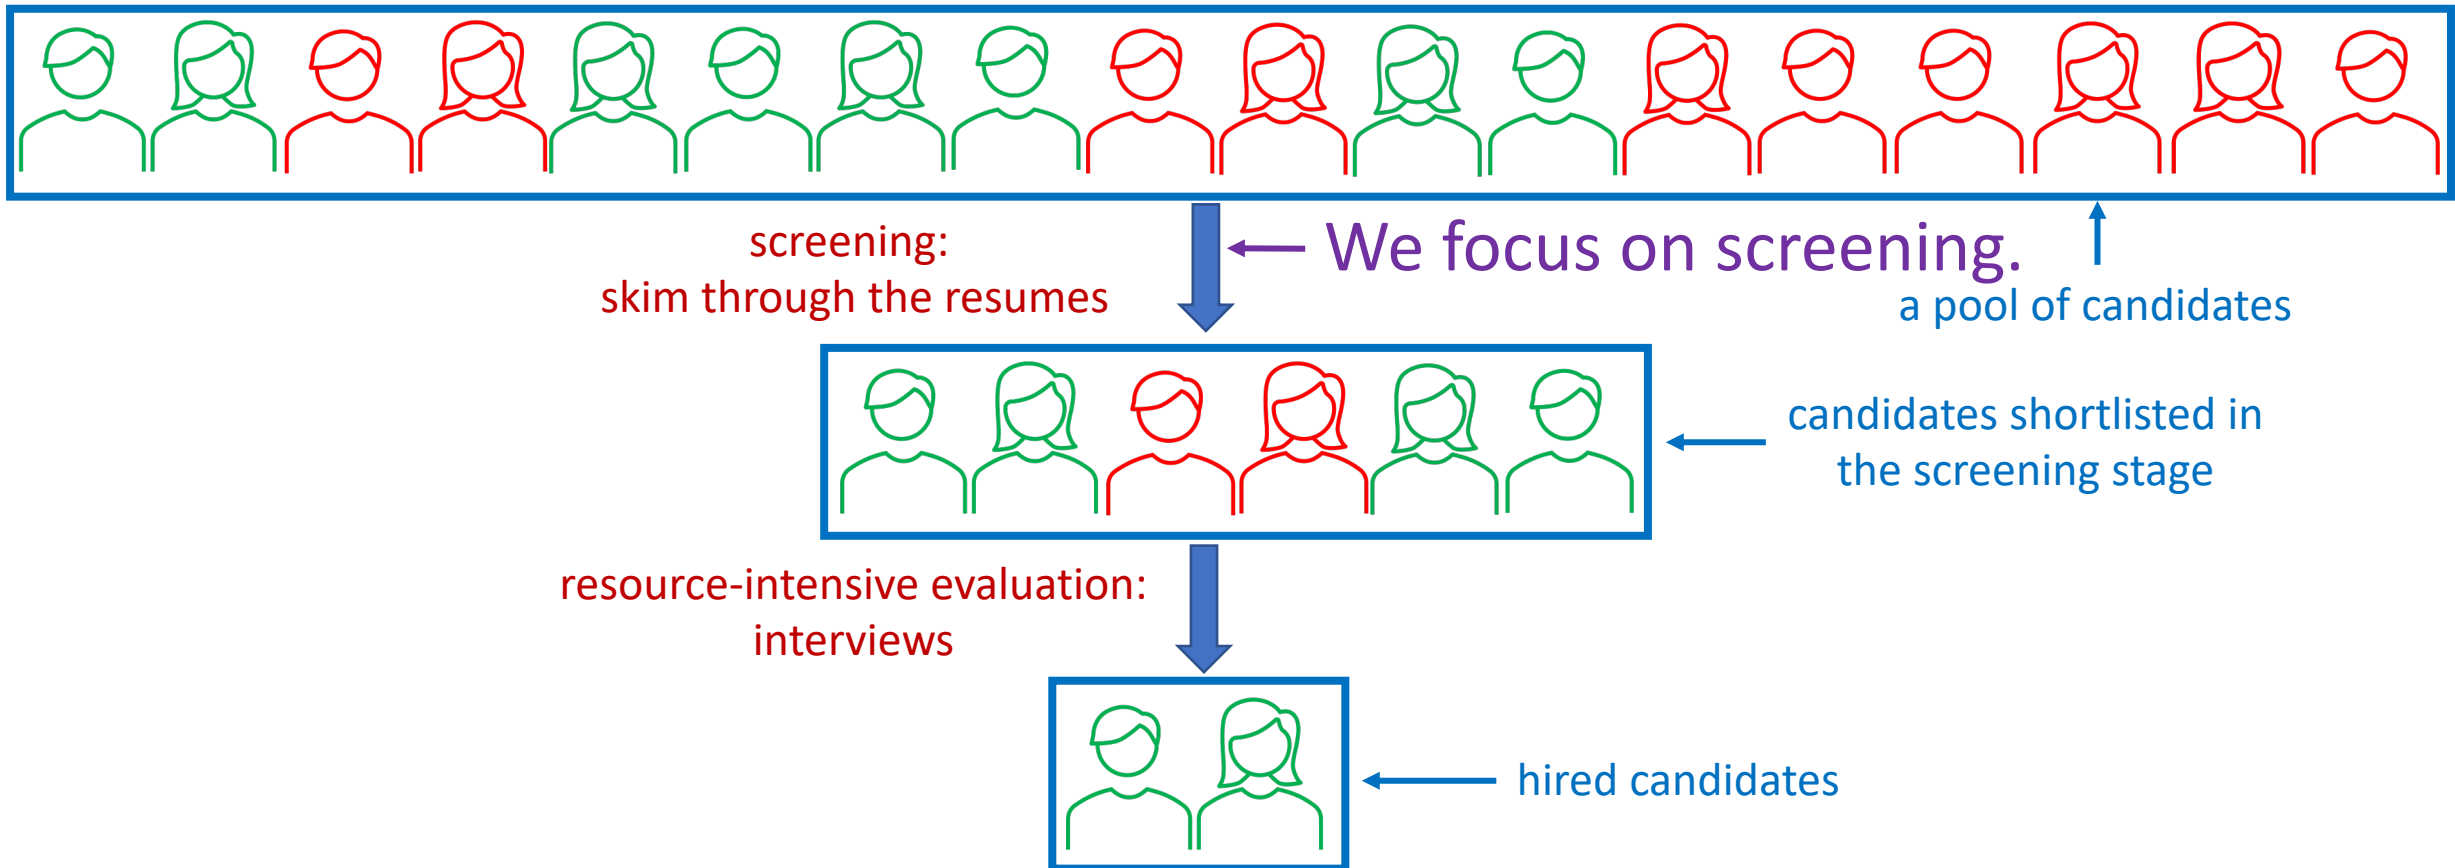 screening:
skim through the resumes
We focus on screening.
a pool of candidates
candidates shortlisted in
the screening stage
resource-intensive evaluation:
interviews
hired candidates